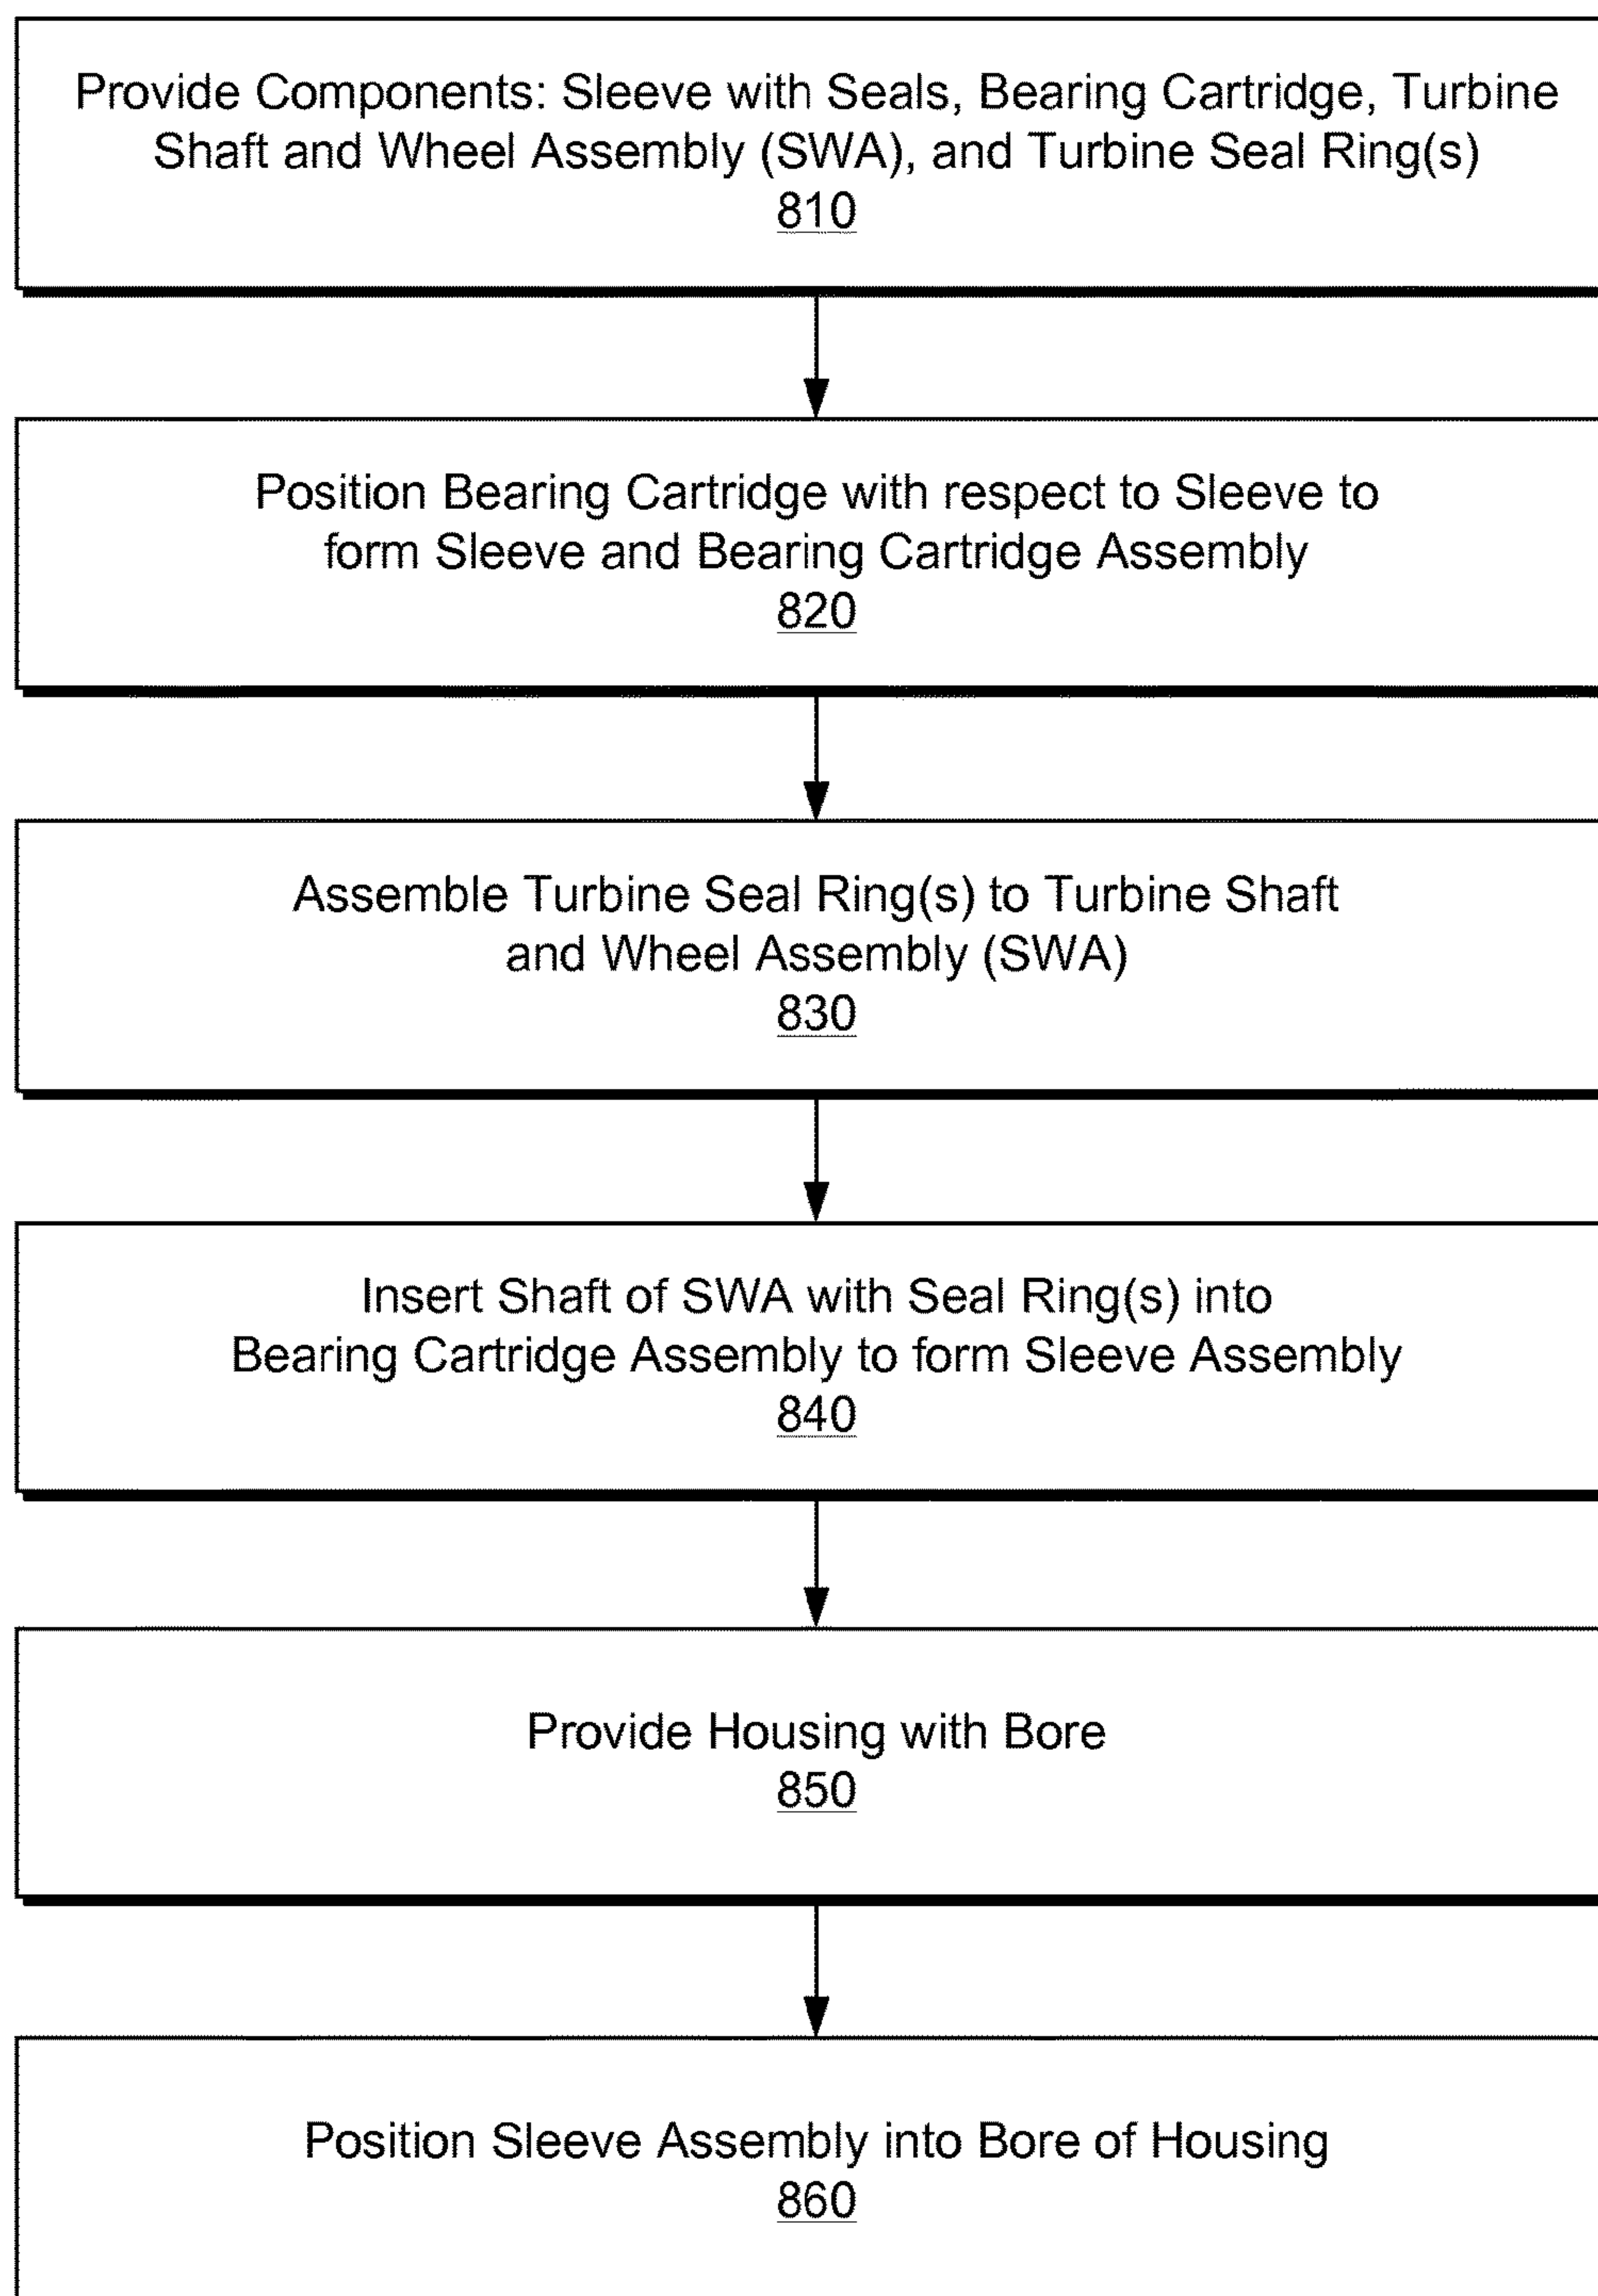 Provide Components: Sleeve with Seals, Bearing Cartridge, Turbine
Shaft and Wheel Assembly (SWA), and Turbine Seal Ring(s)
810
Position Bearing Cartridge with respect to Sleeve to
form Sleeve and Bearing Cartridge Assembly
820
Assemble Turbine Seal Ring(s) to Turbine Shaft
and Wheel Assembly (SWA)
830
Insert Shaft of SWA with Seal Ring(s) into
Bearing Cartridge Assembly to form Sleeve Assembly
840
Provide Housing with Bore
850
Position Sleeve Assembly into Bore of Housing
860